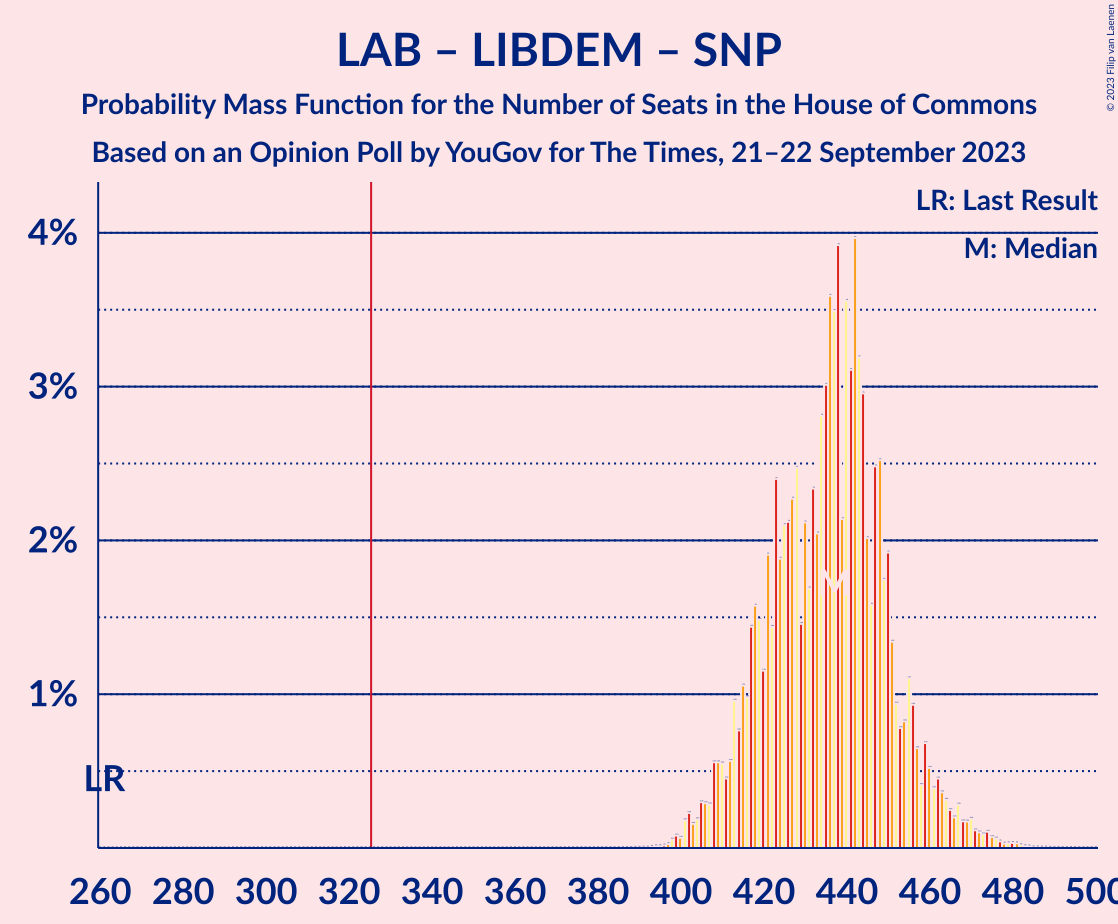 LAB – LIBDEM – SNP
Probability Mass Function for the Number of Seats in the House of Commons
Based on an Opinion Poll by YouGov for The Times, 21–22 September 2023
© 2023 Filip van Laenen
LR: Last Result
M: Median
4%
3%
2%
1%
M
LR
260 280 300 320 340 360 380 400 420 440 460 480 500